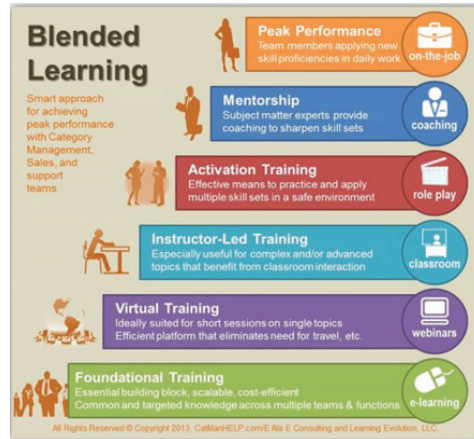 Blended
Learning
Smart approach
for achieving
peak performance
with Category
Management,
Sales, and
support
teams
Peak Performance
Team members applying new
skill proficiencies in daily work
on-the-job
Mentorship
Subject matter experts provide
coaching to sharpen skill sets
coaching
Activation Training
Effective means to practice and apply
multiple skill sets in a safe environment
role play
Instructor-Led Training
Especially useful for complex and/or advanced
topics that benefit from classroom interaction
classroom
Virtual Training
Ideally suited for short sessions on single topics
Efficient platform that eliminates need for travel, etc.
webinars
Foundational Training
Essential building block, scalable, cost-efficient
Common and targeted knowledge across multiple teams & functions
e-learning
All Rights Reserved © Copyright 2013, CatManHELP.com/E Ala E Consulting and Learning Evolution, LLC.